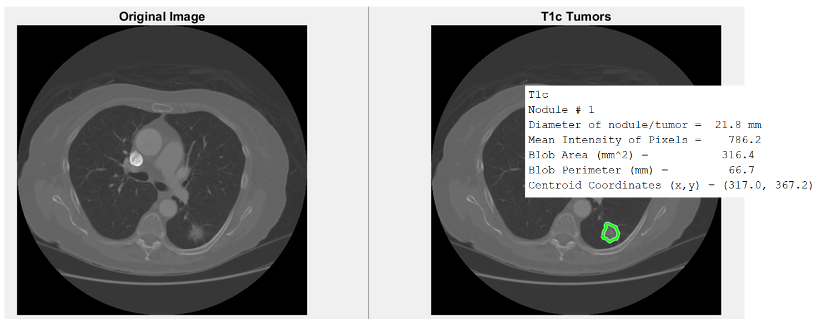 Original Image
T1c Tumors
T1c
Nodule # 1
Diameter of nodule/tumor = 21.8 mm
Mean Intensity of Pixels = 786.2
Blob Area (mm^2) = 316.4
Blob Perimeter (mm) = 66.7
Centroid Coordinates (x,y) = (317.0, 367.2)